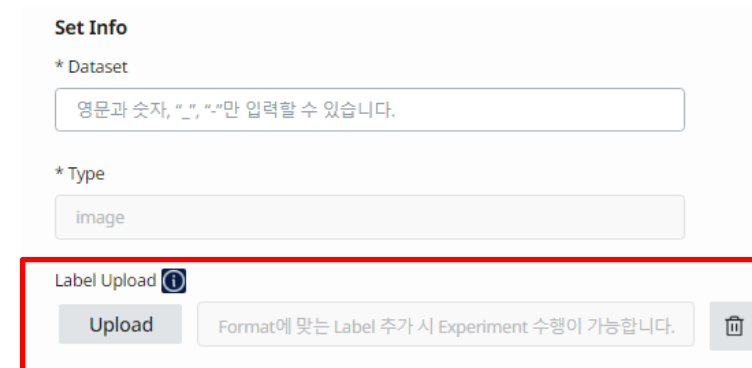 Set Info
* Dataset
영문과 숫자, “_”, “-”만 입력할 수 있습니다.
* Type
image
Label Upload
Upload
Format에 맞는 Label 추가 시 Experiment 수행이 가능합니다.